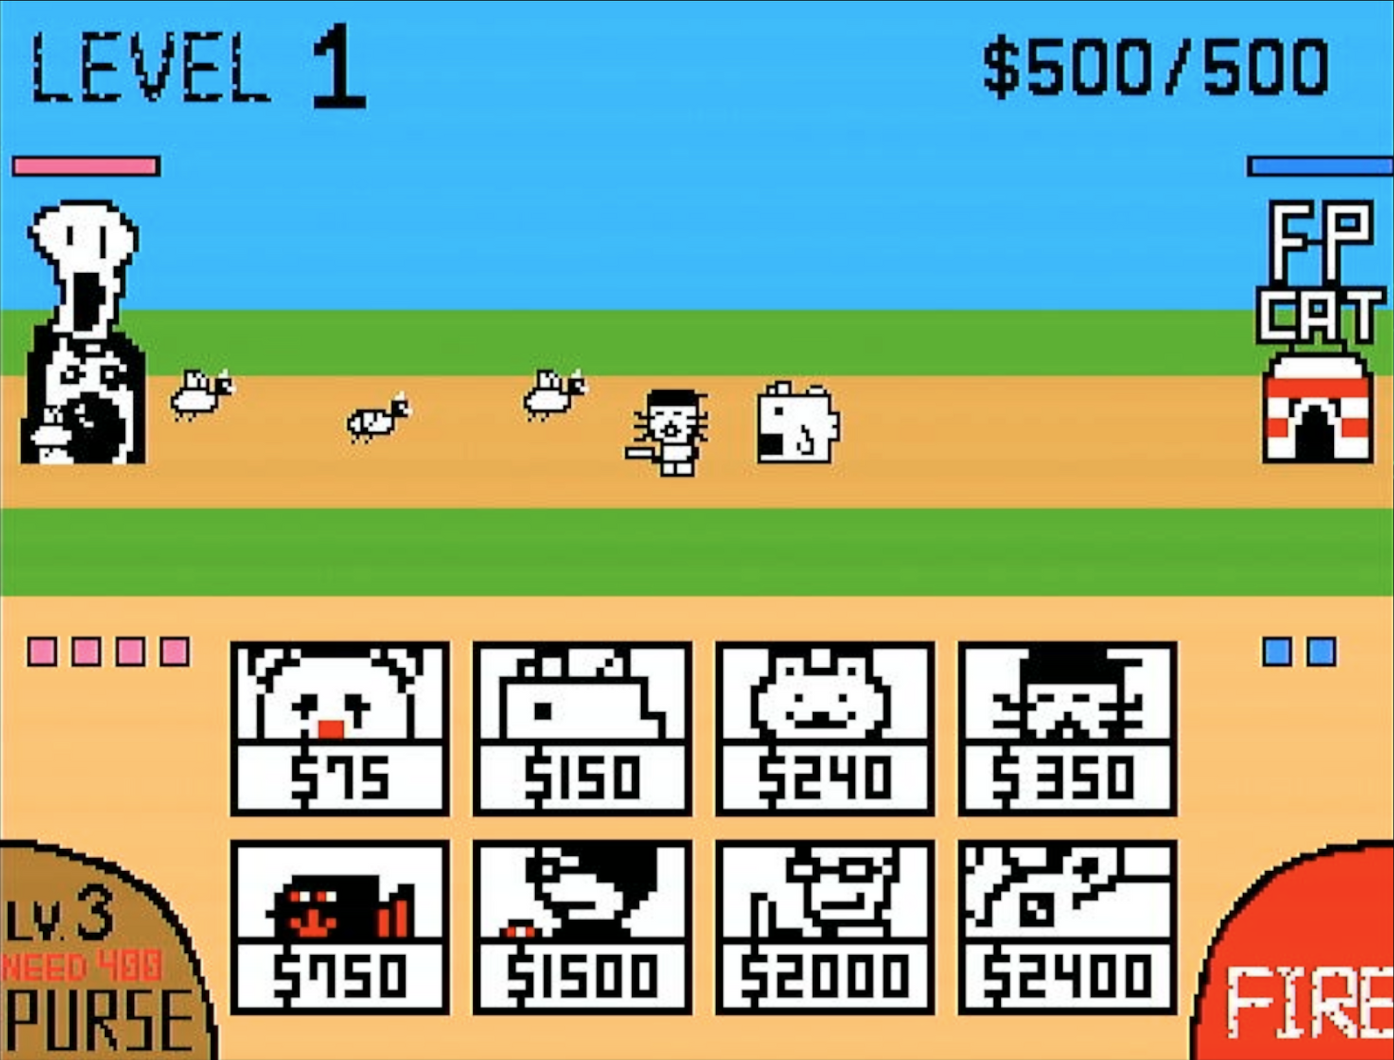 LEVEL 1
$500/500
FP
CAT
$75
$150
$240
$350
$750
$1500
$2000
$2400
LV. 3
NEED 400
PURSE
FIRE